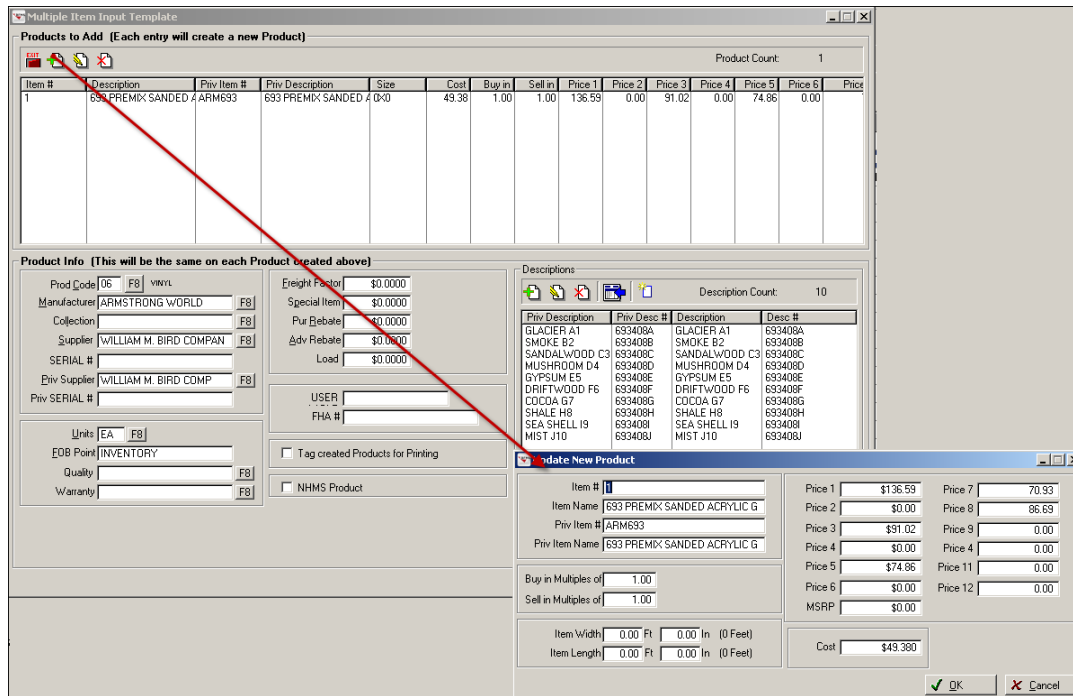 Multiple Item Input Template
Products to Add (Each entry will create a new Product)
EXIT
Product Count: 1
Item # Description Priv Item # Priv Description Size Cost Buy in Sell in Price 1 Price 2 Price 3 Price 4 Price 5 Price 6 Price
1 693 PREMIX SANDED A ARM693 693 PREMIX SANDED A 0X0 49.38 1.00 1.00 136.59 0.00 91.02 0.00 74.86 0.00
Product Info (This will be the same on each Product created above)
Prod Code 06 F8 VINYL
Manufacturer ARMSTRONG WORLD F8
Collection F8
Supplier WILLIAM M. BIRD COMPAN F8
SERIAL #
Priv Supplier WILLIAM M. BIRD COMP F8
Priv SERIAL #
Units EA F8
FOB Point INVENTORY
Quality F8
Warranty F8
Freight Factor $0.0000
Special Item $0.0000
Pur Rebate $0.0000
Adv Rebate $0.0000
Load $0.0000
USER
FHA #
Tag created Products for Printing
NHMS Product
Descriptions
Description Count: 10
Priv Description Priv Desc # Description Desc #
GLACIER A1 693408A GLACIER A1 693408A
SMOKE B2 693408B SMOKE B2 693408B
SANDALWOOD C3 693408C SANDALWOOD C3 693408C
MUSHROOM D4 693408D MUSHROOM D4 693408D
GYPSUM E5 693408E GYPSUM E5 693408E
DRIFTWOOD F6 693408F DRIFTWOOD F6 693408F
COCOA G7 693408G COCOA G7 693408G
SHALE H8 693408H SHALE H8 693408H
SEA SHELL I9 693408I SEA SHELL I9 693408I
MIST J10 693408J MIST J10 693408J
Update New Product
Item # 1
Item Name 693 PREMIX SANDED ACRYLIC G
Priv Item # ARM693
Priv Item Name 693 PREMIX SANDED ACRYLIC G
Buy in Multiples of 1.00
Sell in Multiples of 1.00
Item Width 0.00 Ft 0.00 In (0 Feet)
Item Length 0.00 Ft 0.00 In (0 Feet)
Price 1 $136.59 Price 7 70.93
Price 2 $0.00 Price 8 86.69
Price 3 $91.02 Price 9 0.00
Price 4 $0.00 Price 4 0.00
Price 5 $74.86 Price 11 0.00
Price 6 $0.00 Price 12 0.00
MSRP $0.00
Cost $49.380
OK Cancel